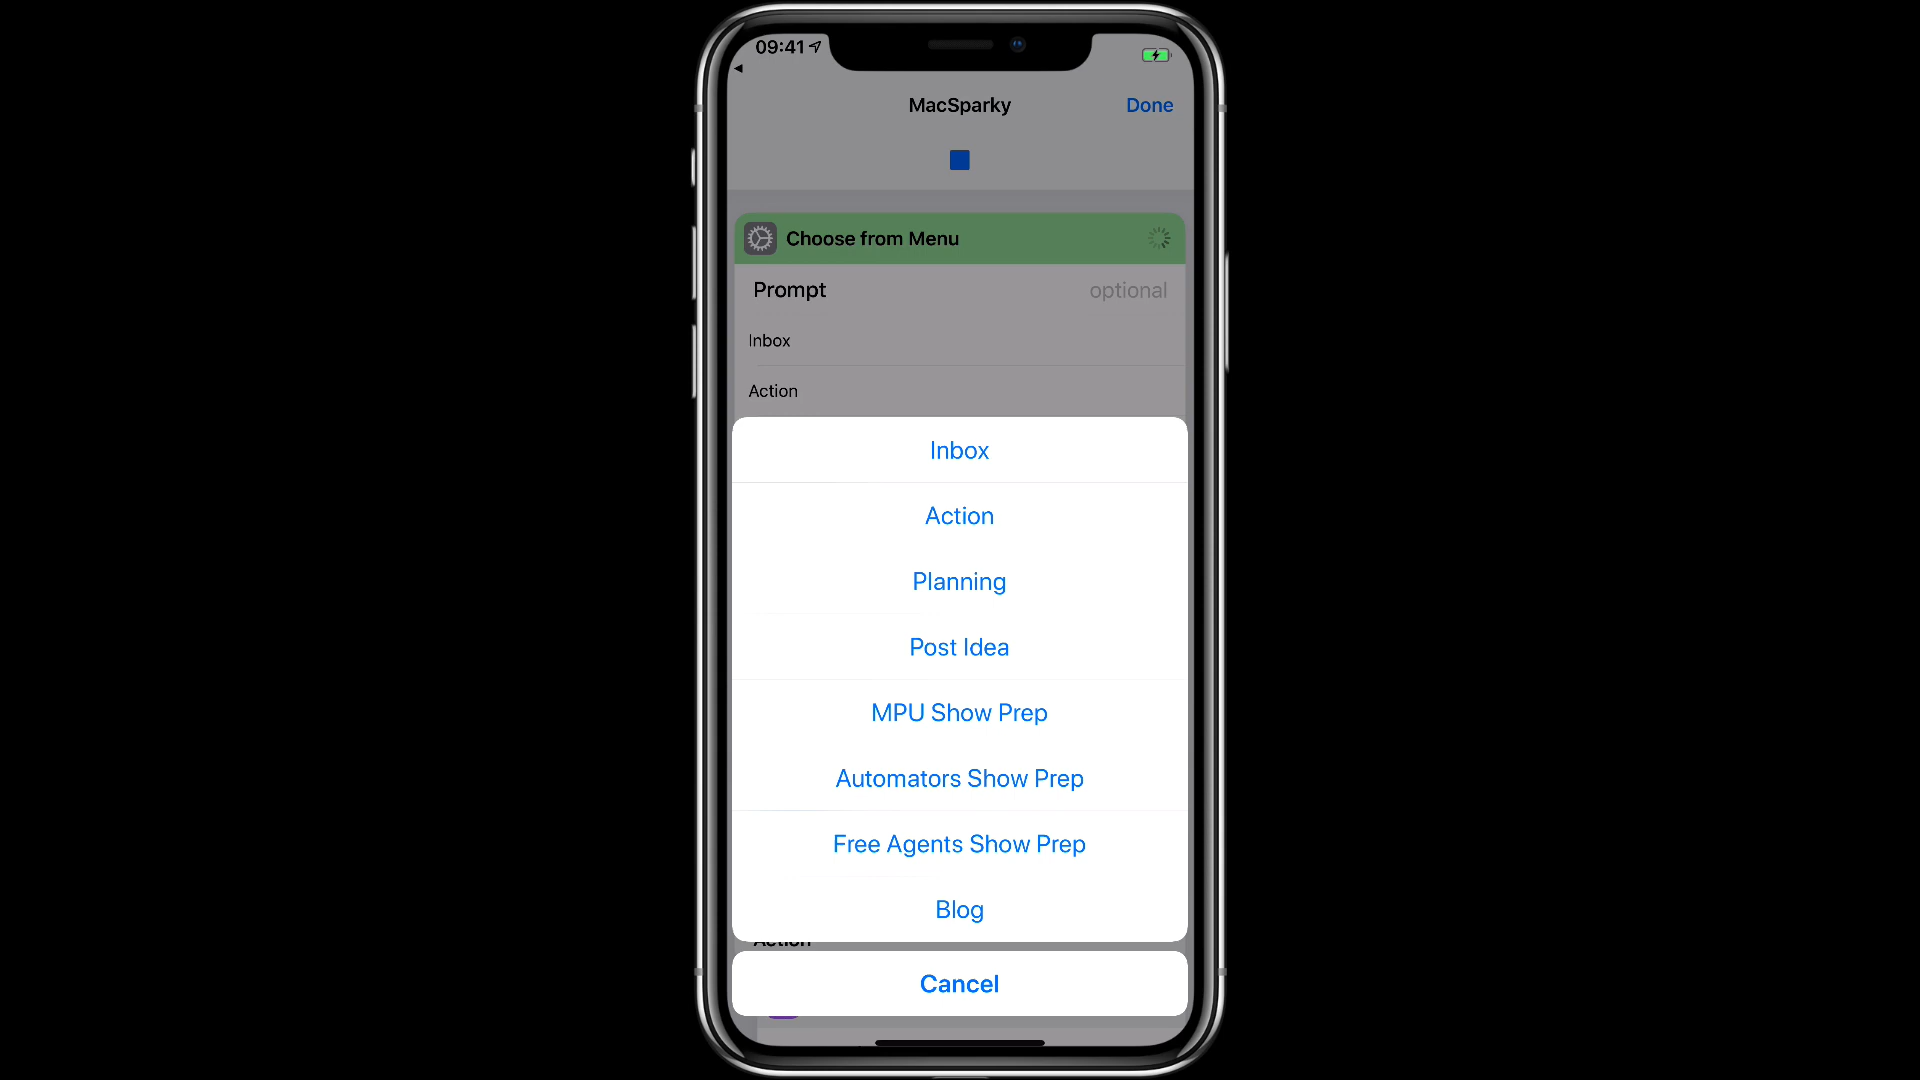 09:41
MacSparky
Done
Choose from Menu
Prompt
optional
Inbox
Action
Inbox
Action
Planning
Post Idea
MPU Show Prep
Automators Show Prep
Free Agents Show Prep
Blog
Action
Cancel